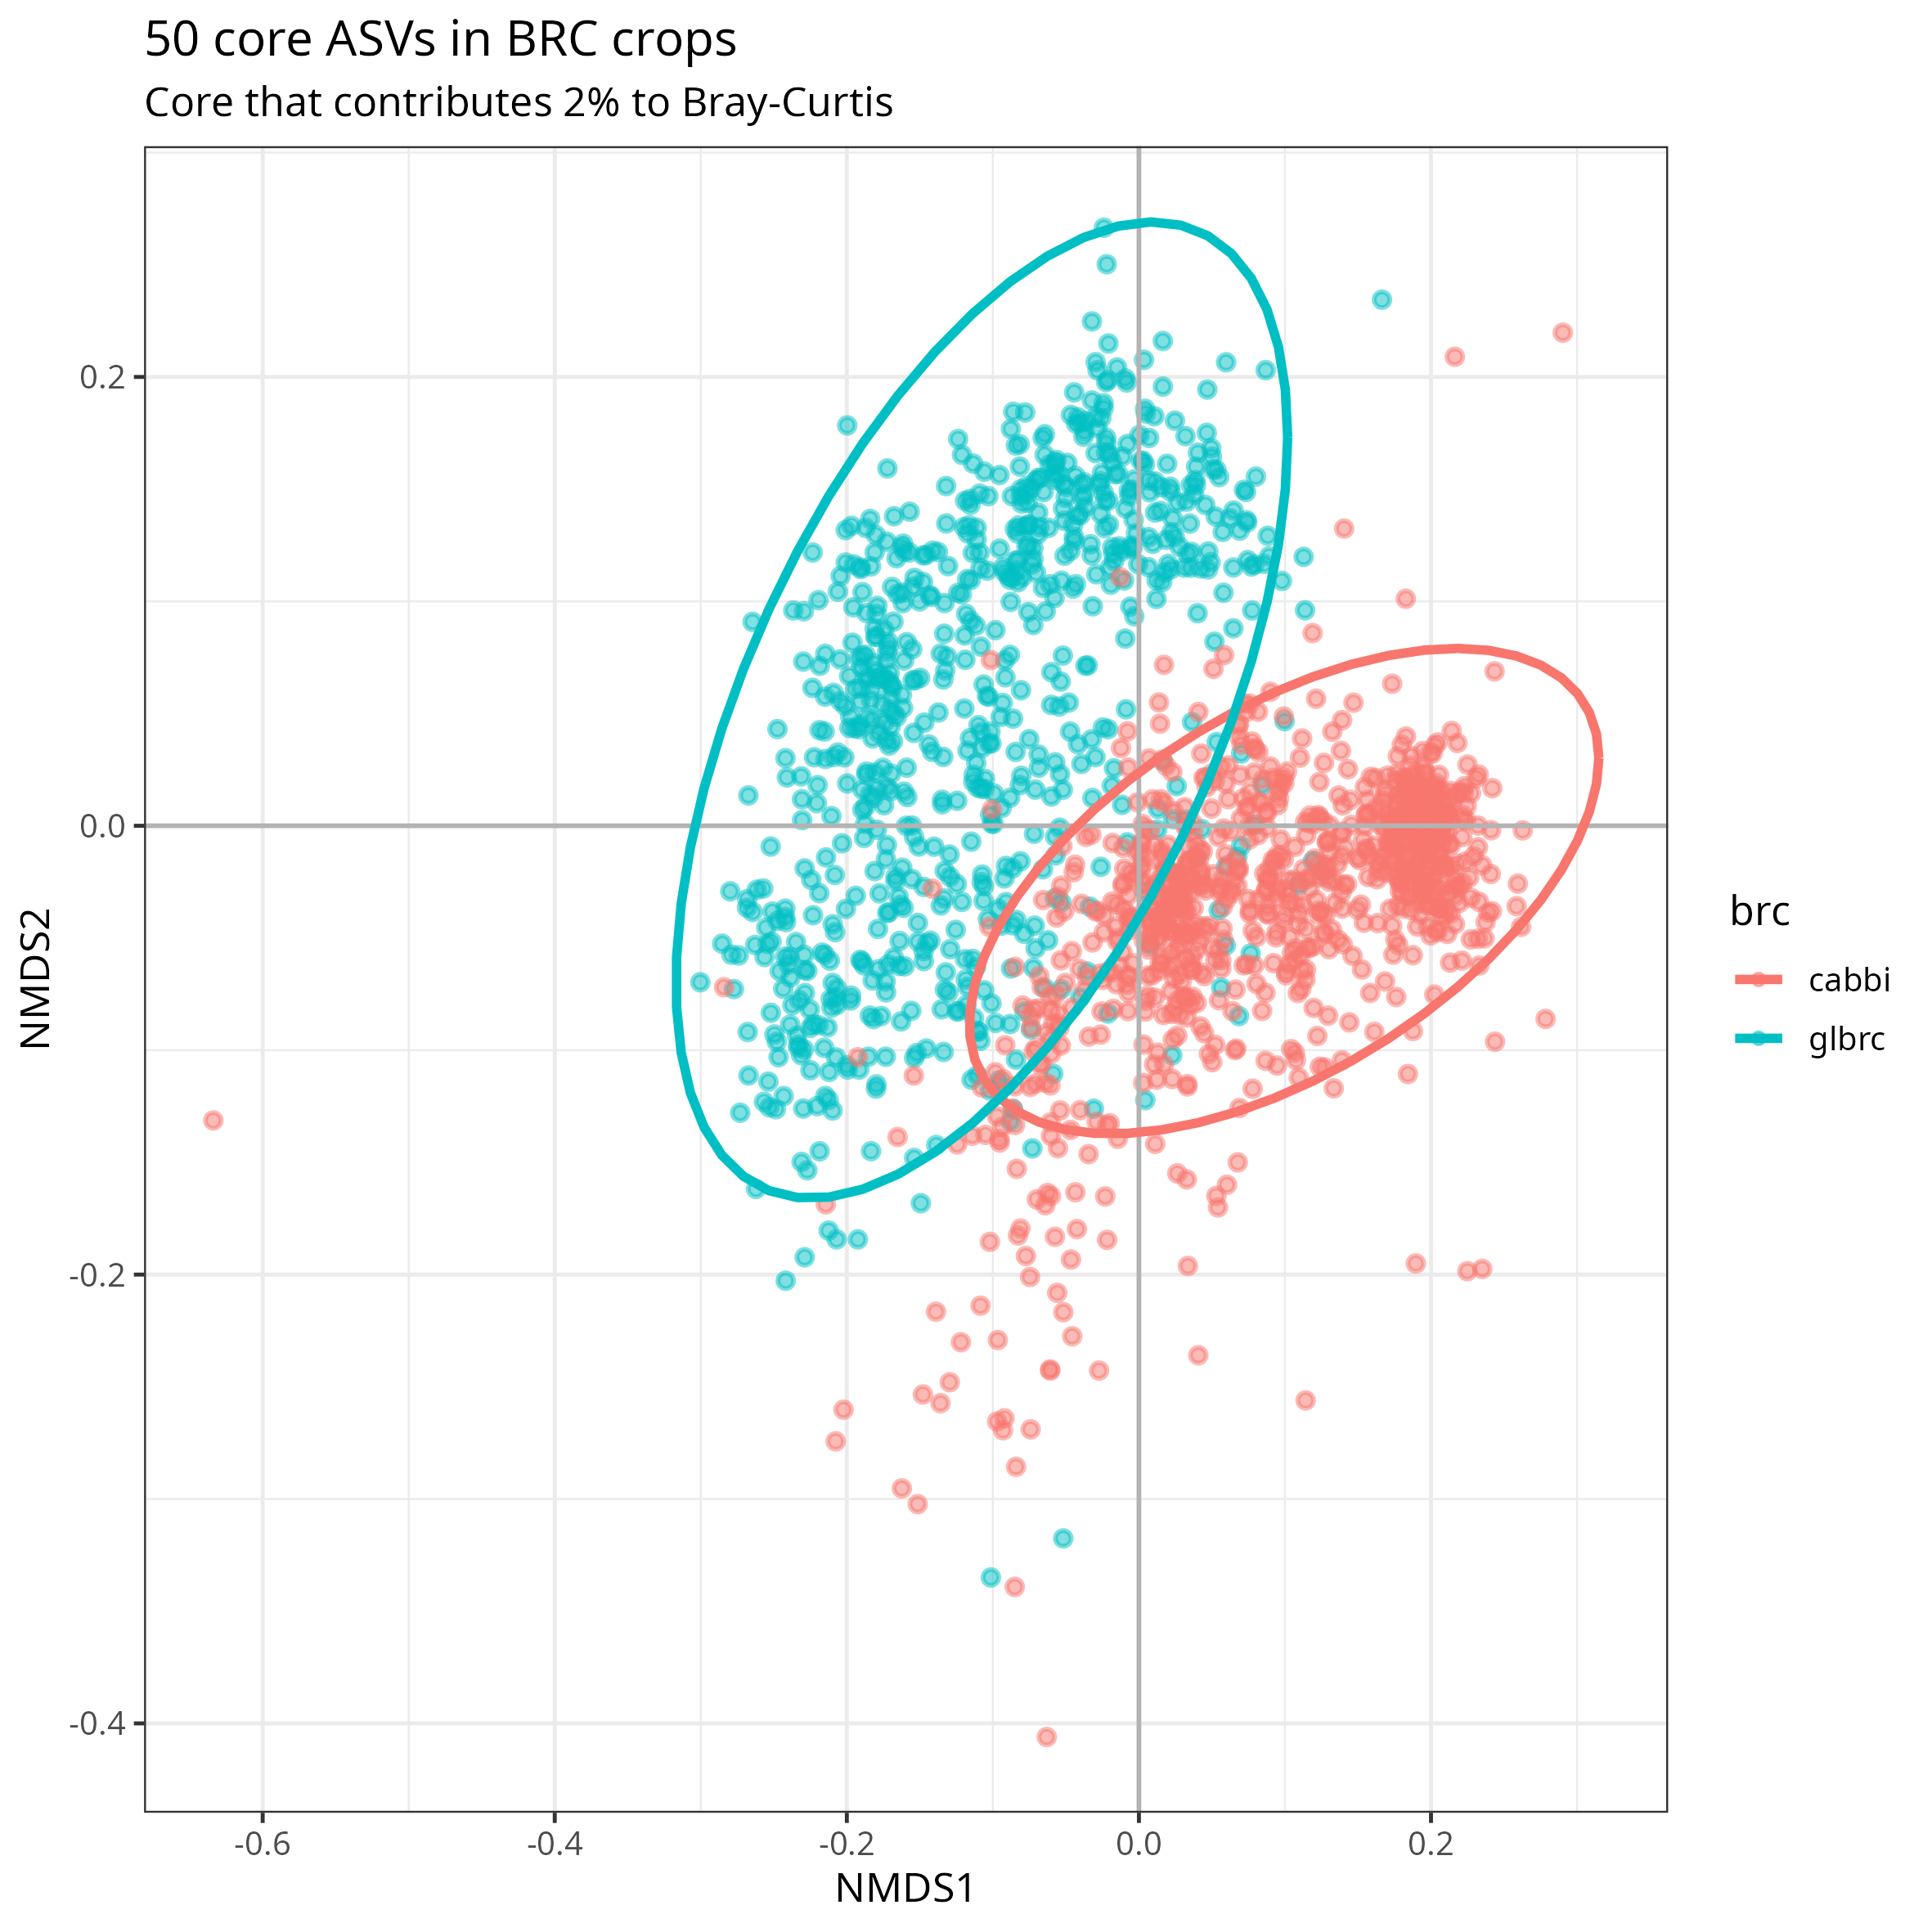 50 core ASVs in BRC crops
Core that contributes 2% to Bray-Curtis
0.2
0.0
-0.2
-0.4
NMDS2
-0.6
-0.4
-0.2
0.0
0.2
NMDS1
brc
cabbi
glbrc